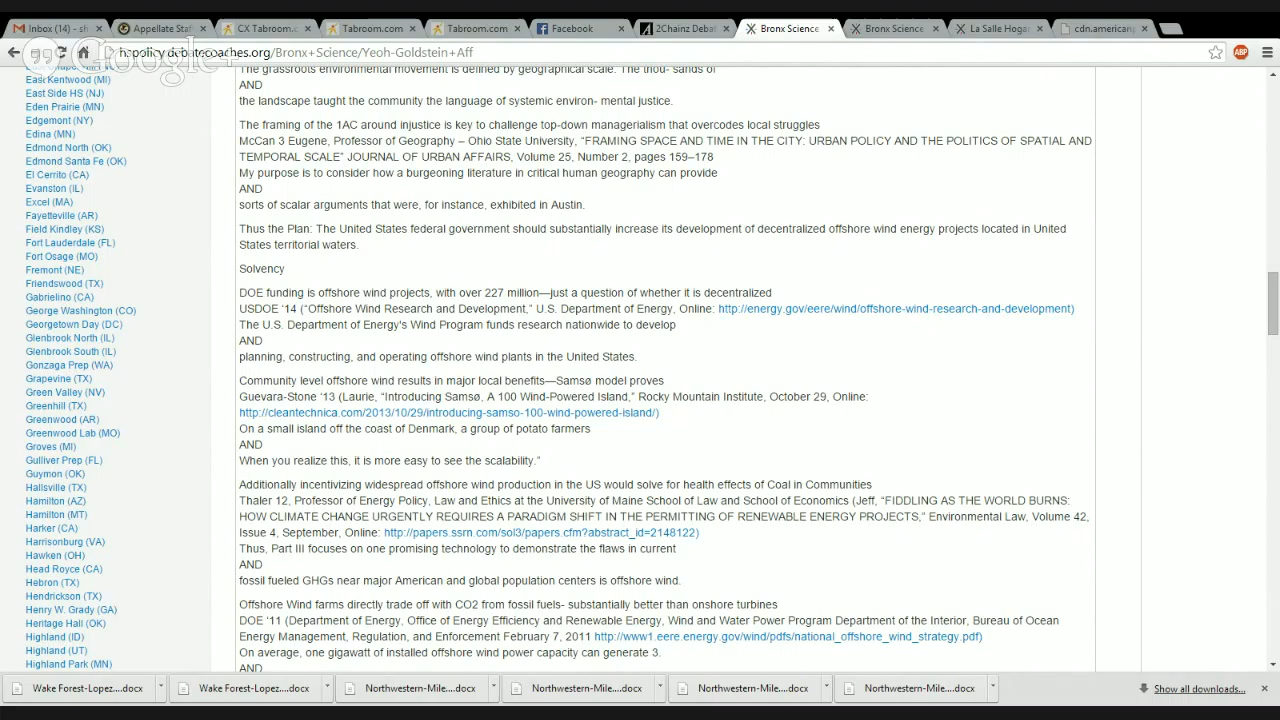 Inbox (14) - sh
Appellate Staf
CX Tabroom.c
Tabroom.com
Tabroom.com
Facebook
2Chainz Debat
Bronx Science
Bronx Science
La Salle Hogan
cdn.american
hspolicy.debatecoaches.org/Bronx+Science/Yeoh-Goldstein+Aff
Google+
East Kentwood (MI)
East Side HS (NJ)
Eden Prairie (MN)
Edgemont (NY)
Edina (MN)
Edmond North (OK)
Edmond Santa Fe (OK)
El Cerrito (CA)
Evanston (IL)
Excel (MA)
Fayetteville (AR)
Field Kindley (KS)
Fort Lauderdale (FL)
Fort Osage (MO)
Fremont (NE)
Friendswood (TX)
Gabrielino (CA)
George Washington (CO)
Georgetown Day (DC)
Glenbrook North (IL)
Glenbrook South (IL)
Gonzaga Prep (WA)
Grapevine (TX)
Green Valley (NV)
Greenhill (TX)
Greenwood (AR)
Greenwood Lab (MO)
Groves (MI)
Gulliver Prep (FL)
Guymon (OK)
Hallsville (TX)
Hamilton (AZ)
Hamilton (MT)
Harker (CA)
Harrisonburg (VA)
Hawken (OH)
Head Royce (CA)
Hebron (TX)
Hendrickson (TX)
Henry W. Grady (GA)
Heritage Hall (OK)
Highland (ID)
Highland (UT)
Highland Park (MN)
The grassroots environmental movement is defined by geographical scale. The thou- sands of
AND
the landscape taught the community the language of systemic environ- mental justice.
The framing of the 1AC around injustice is key to challenge top-down managerialism that overcodes local struggles
McCan 3 Eugene, Professor of Geography – Ohio State University, “FRAMING SPACE AND TIME IN THE CITY: URBAN POLICY AND THE POLITICS OF SPATIAL AND
TEMPORAL SCALE” JOURNAL OF URBAN AFFAIRS, Volume 25, Number 2, pages 159–178
My purpose is to consider how a burgeoning literature in critical human geography can provide
AND
sorts of scalar arguments that were, for instance, exhibited in Austin.
Thus the Plan: The United States federal government should substantially increase its development of decentralized offshore wind energy projects located in United
States territorial waters.
Solvency
DOE funding is offshore wind projects, with over 227 million—just a question of whether it is decentralized
USDOE ‘14 (“Offshore Wind Research and Development,” U.S. Department of Energy, Online: http://energy.gov/eere/wind/offshore-wind-research-and-development)
The U.S. Department of Energy's Wind Program funds research nationwide to develop
AND
planning, constructing, and operating offshore wind plants in the United States.
Community level offshore wind results in major local benefits—Samsø model proves
Guevara-Stone ‘13 (Laurie, “Introducing Samsø, A 100 Wind-Powered Island,” Rocky Mountain Institute, October 29, Online:
http://cleantechnica.com/2013/10/29/introducing-samso-100-wind-powered-island/)
On a small island off the coast of Denmark, a group of potato farmers
AND
When you realize this, it is more easy to see the scalability.”
Additionally incentivizing widespread offshore wind production in the US would solve for health effects of Coal in Communities
Thaler 12, Professor of Energy Policy, Law and Ethics at the University of Maine School of Law and School of Economics (Jeff, “FIDDLING AS THE WORLD BURNS:
HOW CLIMATE CHANGE URGENTLY REQUIRES A PARADIGM SHIFT IN THE PERMITTING OF RENEWABLE ENERGY PROJECTS,” Environmental Law, Volume 42,
Issue 4, September, Online: http://papers.ssrn.com/sol3/papers.cfm?abstract_id=2148122)
Thus, Part III focuses on one promising technology to demonstrate the flaws in current
AND
fossil fueled GHGs near major American and global population centers is offshore wind.
Offshore Wind farms directly trade off with CO2 from fossil fuels- substantially better than onshore turbines
DOE ‘11 (Department of Energy, Office of Energy Efficiency and Renewable Energy, Wind and Water Power Program Department of the Interior, Bureau of Ocean
Energy Management, Regulation, and Enforcement February 7, 2011 http://www1.eere.energy.gov/wind/pdfs/national_offshore_wind_strategy.pdf)
On average, one gigawatt of installed offshore wind power capacity can generate 3.
AND
Wake Forest-Lopez....docx
Wake Forest-Lopez....docx
Northwestern-Mile....docx
Northwestern-Mile....docx
Northwestern-Mile....docx
Northwestern-Mile....docx
Show all downloads...